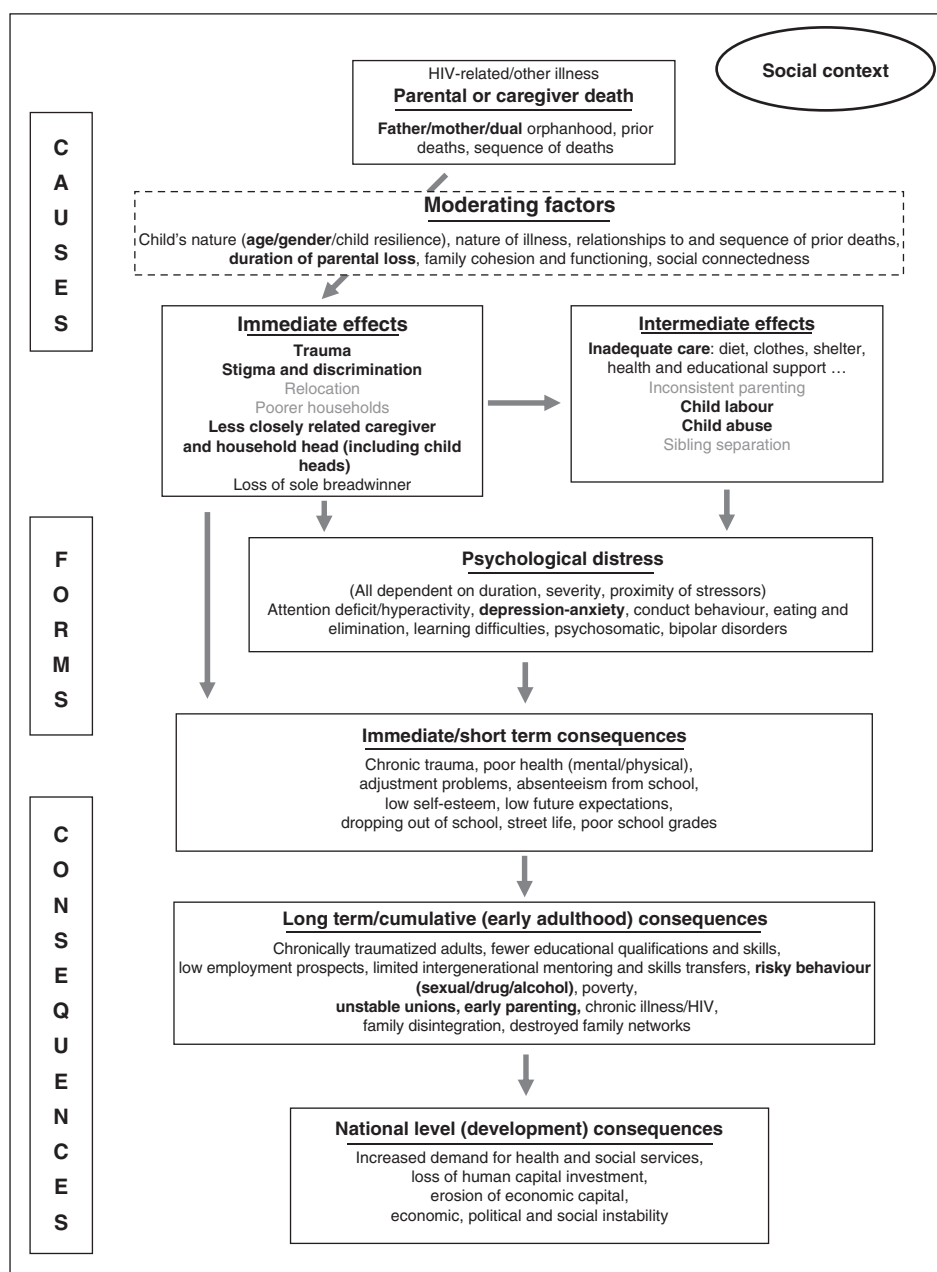 Social context
HIV-related/other illness
Parental or caregiver death
Father/mother/dual orphanhood, prior
deaths, sequence of deaths
CAUSES
Moderating factors
Child's nature (age/gender/child resilience), nature of illness, relationships to and sequence of prior deaths,
duration of parental loss, family cohesion and functioning, social connectedness
Immediate effects
Trauma
Stigma and discrimination
Relocation
Poorer households
Less closely related caregiver
and household head (including child
heads)
Loss of sole breadwinner
Intermediate effects
Inadequate care: diet, clothes, shelter,
health and educational support ...
Inconsistent parenting
Child labour
Child abuse
Sibling separation
FORMS
Psychological distress
(All dependent on duration, severity, proximity of stressors)
Attention deficit/hyperactivity, depression-anxiety, conduct behaviour, eating and
elimination, learning difficulties, psychosomatic, bipolar disorders
Immediate/short term consequences
Chronic trauma, poor health (mental/physical),
adjustment problems, absenteeism from school,
low self-esteem, low future expectations,
dropping out of school, street life, poor school grades
CONSEQUENCES
Long term/cumulative (early adulthood) consequences
Chronically traumatized adults, fewer educational qualifications and skills,
low employment prospects, limited intergenerational mentoring and skills transfers, risky behaviour
(sexual/drug/alcohol), poverty,
unstable unions, early parenting, chronic illness/HIV,
family disintegration, destroyed family networks
National level (development) consequences
Increased demand for health and social services,
loss of human capital investment,
erosion of economic capital,
economic, political and social instability